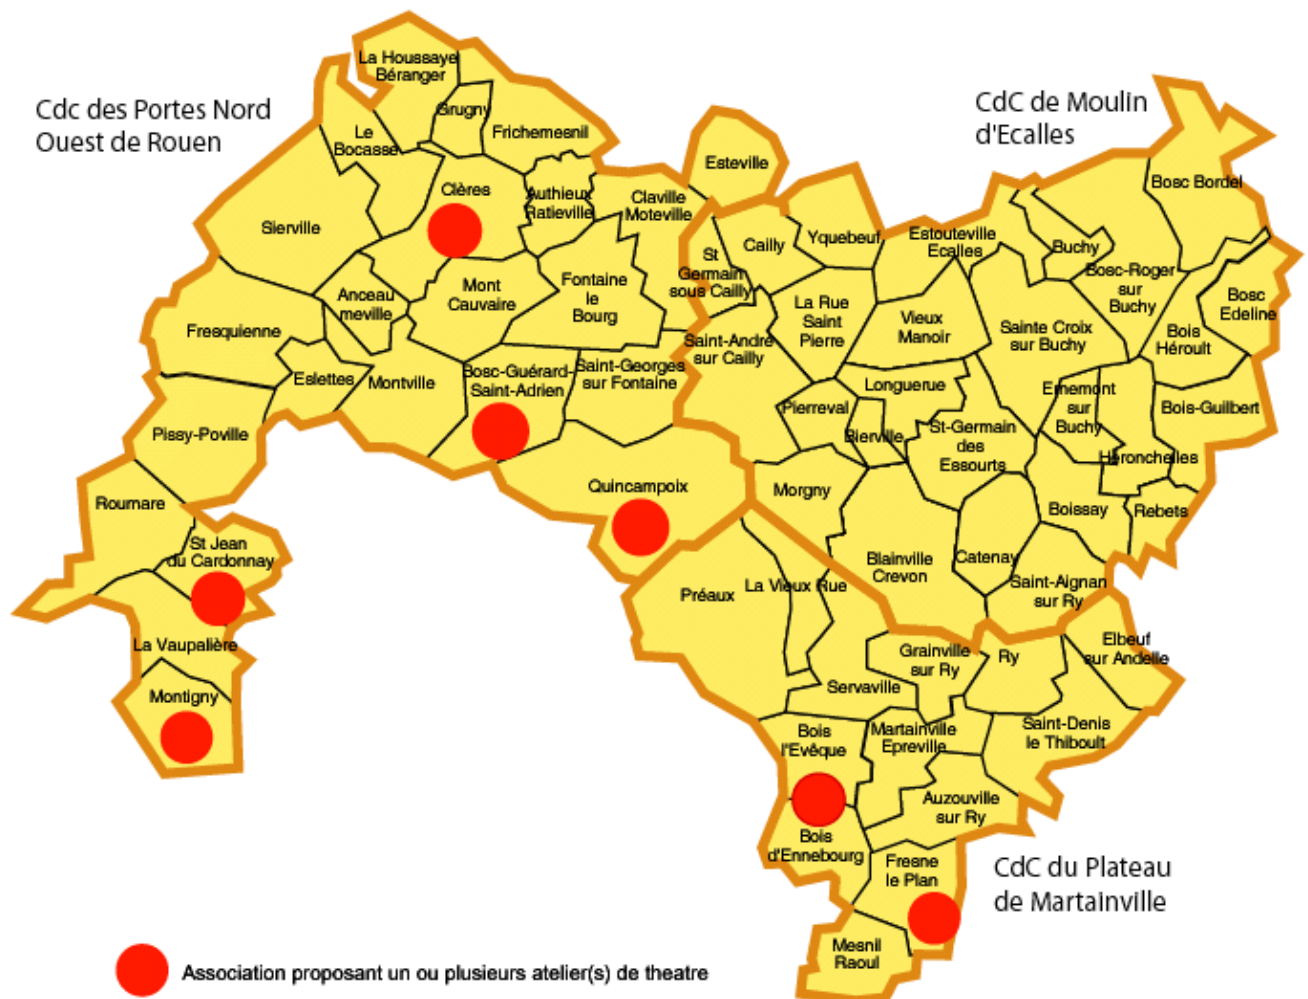 La Houssaye
Béranger
Cdc des Portes Nord
Ouest de Rouen
CdC de Moulin
d'Ecalles
Grugny
Le
Bocasse
Frichemesnil
Esteville
Bosc Bordel
Clères
Authieux
Ratieville
Claville
Moteville
Sierville
Cailly
Yquebeuf
Estouteville
Ecalles
Buchy
St
Germain
sous Cailly
Bosc-Roger
sur
Buchy
Bosc
Edeline
Anceau
meville
Mont
Cauvaire
Fontaine
le
Bourg
La Rue
Saint
Pierre
Vieux
Manoir
Sainte Croix
sur Buchy
Bois
Héroult
Fresquienne
Saint-André
sur Cailly
Eslettes
Montville
Bosc-Guérard-
Saint-Adrien
Saint-Georges
sur Fontaine
Longuerue
Ernemont
sur
Buchy
Bois-Guilbert
Pierreval
Bierville
St-Germain
des
Essourts
Pissy-Poville
Héronchelles
Quincampoix
Morgny
Roumare
Boissay
Rebets
St Jean
du Cardonnay
Blainville
Crevon
Catenay
Saint-Aignan
sur Ry
Préaux
La Vieux Rue
La Vaupalière
Grainville
sur Ry
Ry
Elbeuf
sur Andelle
Montigny
Servaville
Bois
l'Evêque
Martainville
Epreville
Saint-Denis
le Thiboult
Auzouville
sur Ry
Bois
d'Ennebourg
Fresne
le Plan
CdC du Plateau
de Martainville
Mesnil
Raoul
Association proposant un ou plusieurs atelier(s) de theatre